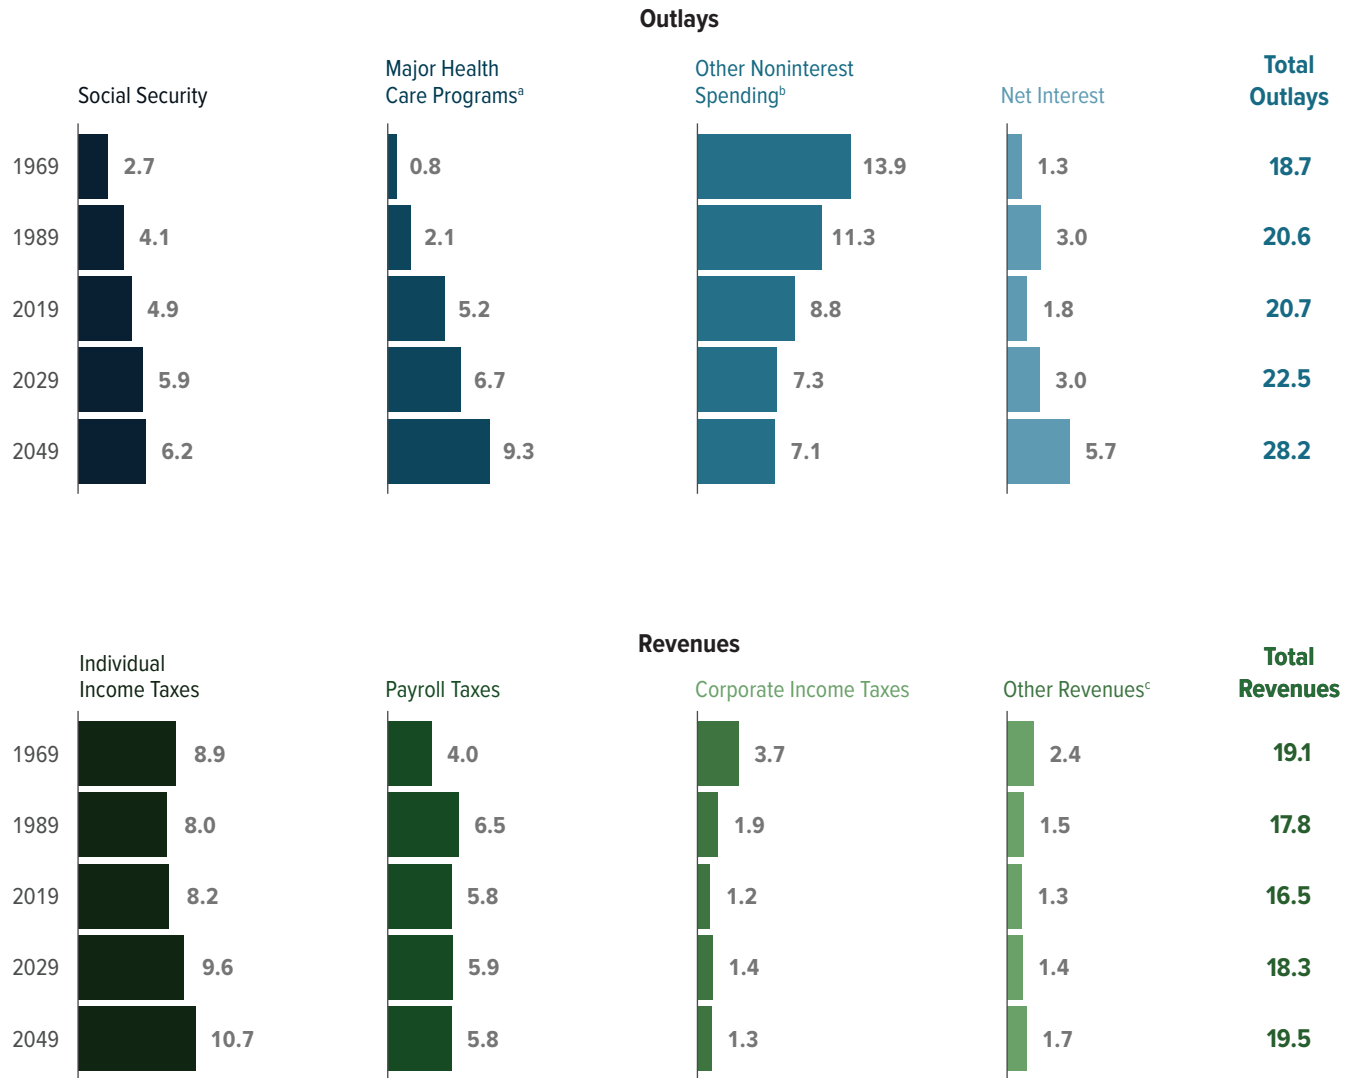 Outlays
Social Security
Major Health
Care Programsa
Other Noninterest
Spendingb
Net Interest
Total
Outlays
1969 2.7 0.8 13.9 1.3 18.7
1989 4.1 2.1 11.3 3.0 20.6
2019 4.9 5.2 8.8 1.8 20.7
2029 5.9 6.7 7.3 3.0 22.5
2049 6.2 9.3 7.1 5.7 28.2
Revenues
Individual
Income Taxes
Payroll Taxes
Corporate Income Taxes
Other Revenuesc
Total
Revenues
1969 8.9 4.0 3.7 2.4 19.1
1989 8.0 6.5 1.9 1.5 17.8
2019 8.2 5.8 1.2 1.3 16.5
2029 9.6 5.9 1.4 1.4 18.3
2049 10.7 5.8 1.3 1.7 19.5